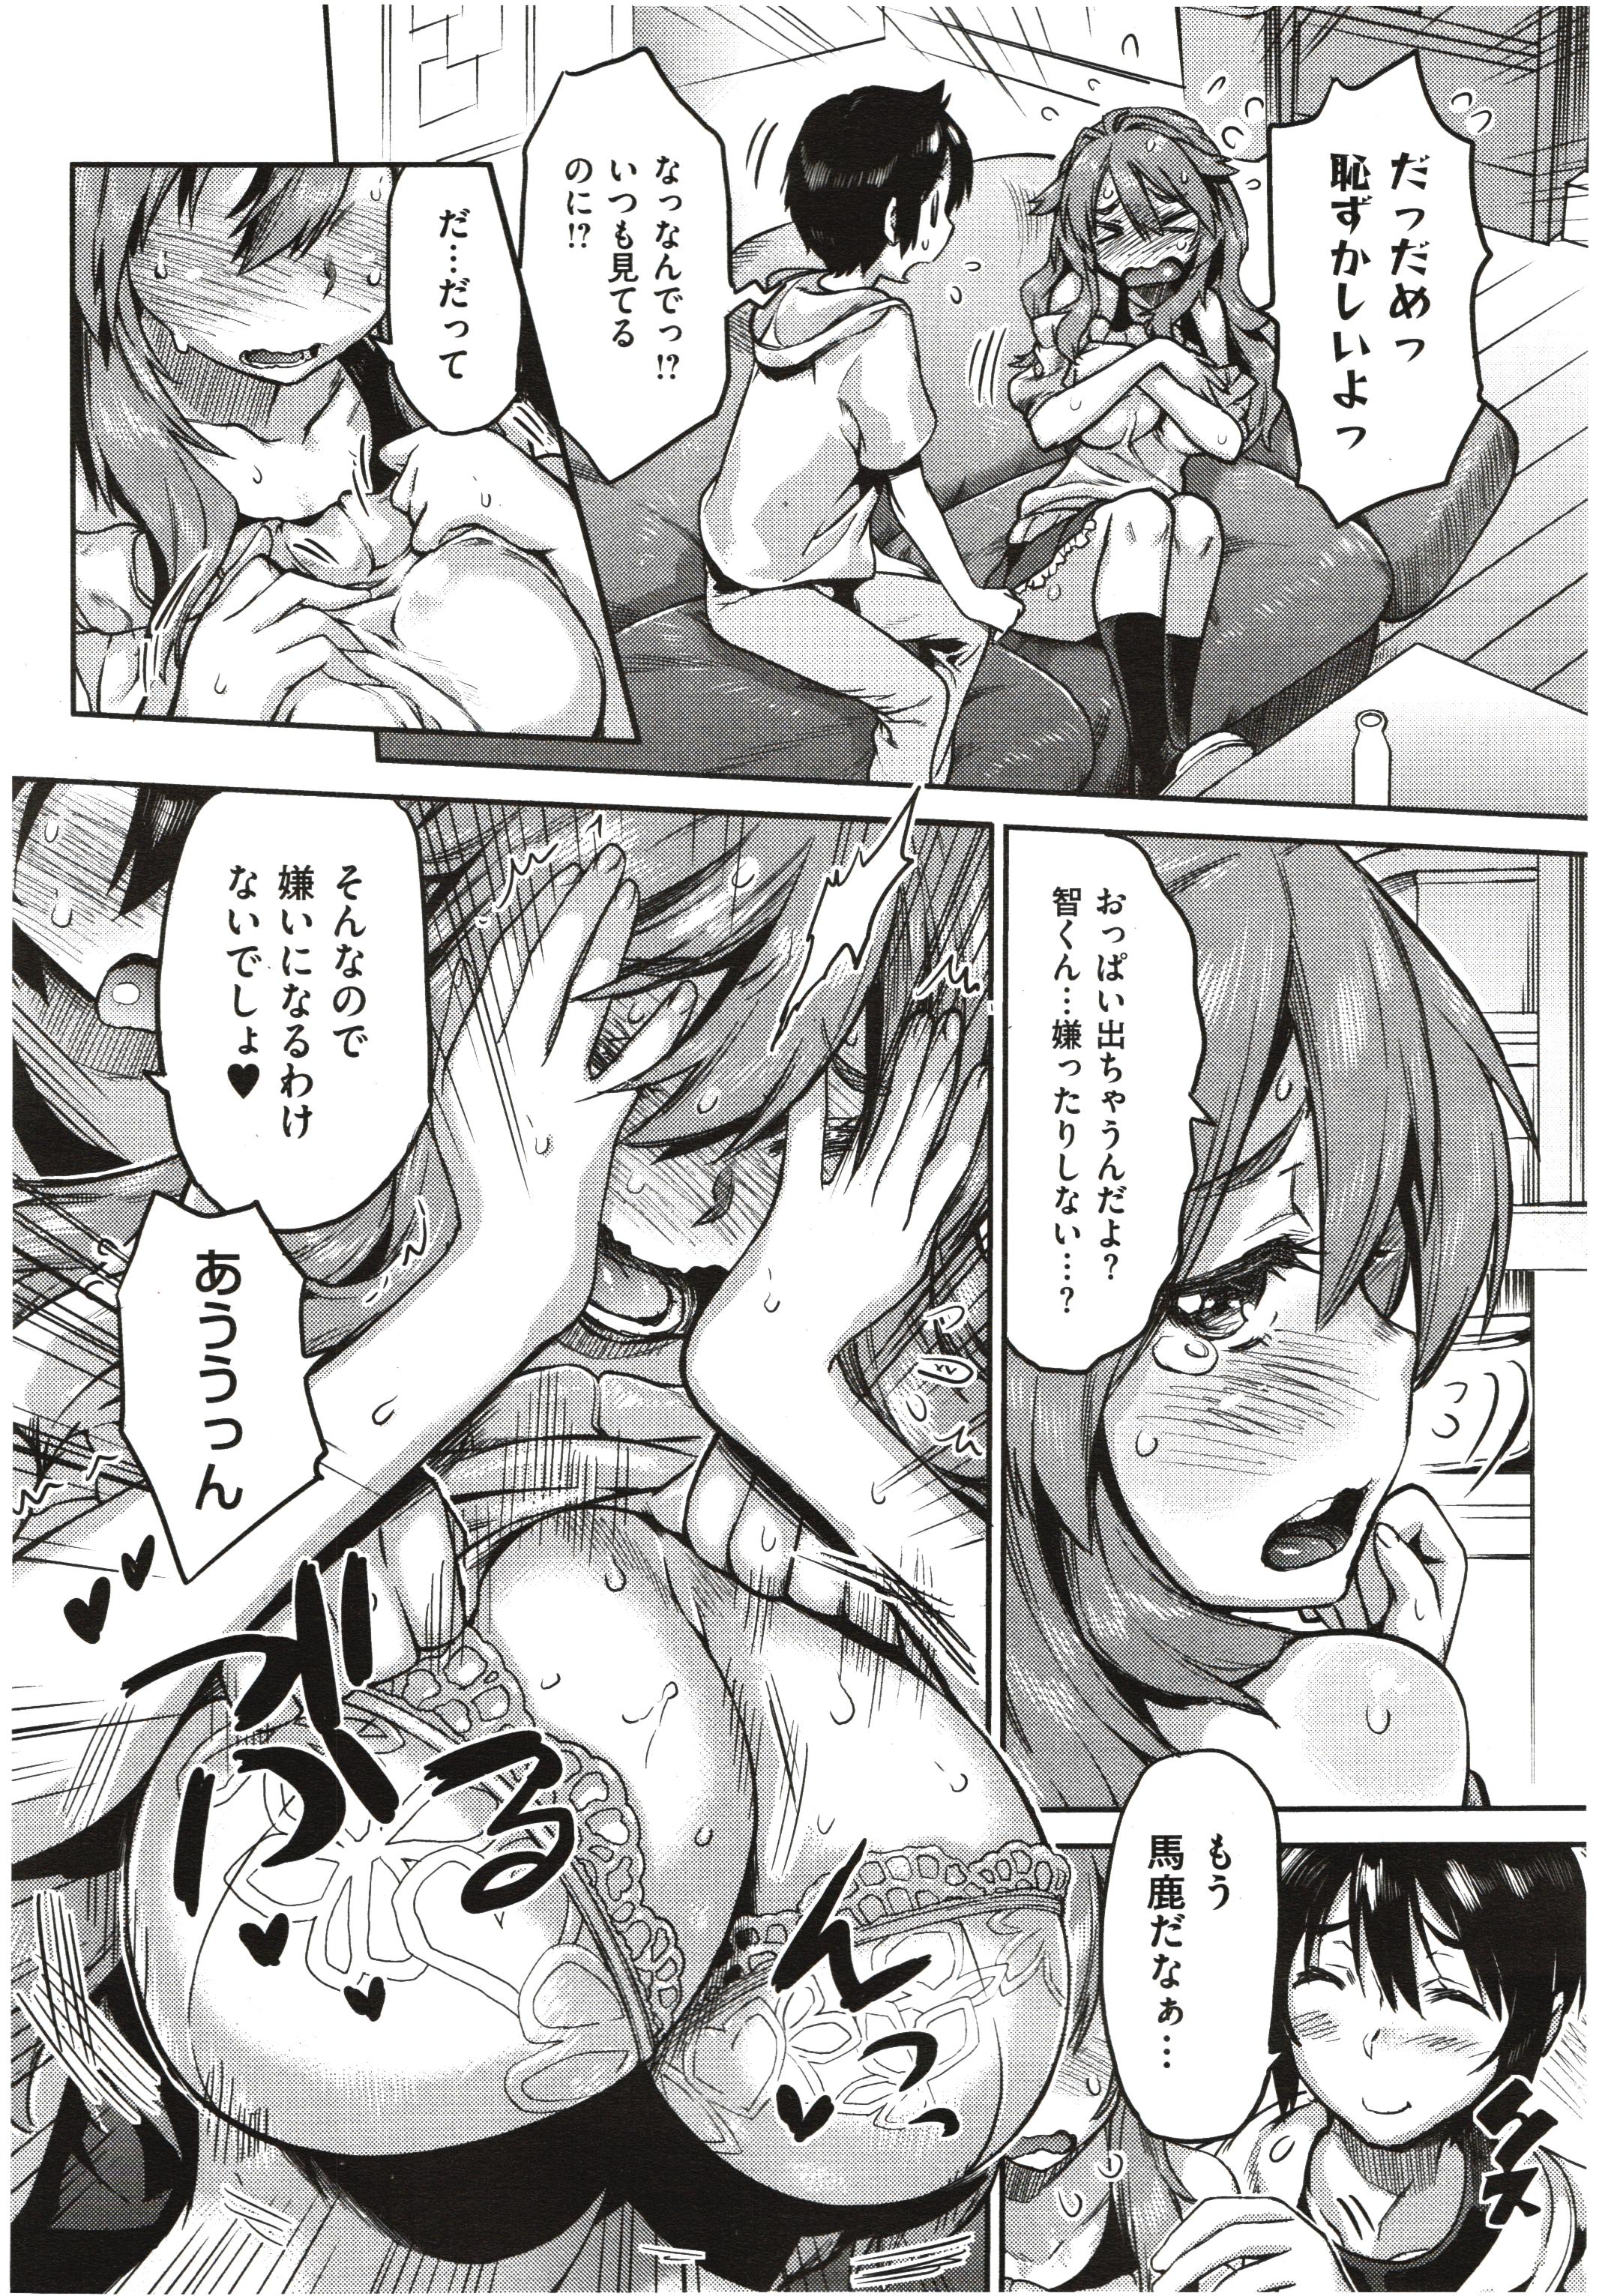 だっだめっ
恥ずかしいよっ
なっなんでっ!?
いつも見てる
のに!?
だ…だって
おっぱい出ちゃうんだよ?
智くん…嫌ったりしない…?
もう
馬鹿だなぁ…
クス
そんなので
嫌いになるわけ
ないでしょ♥
あううっん
ぶるんっ